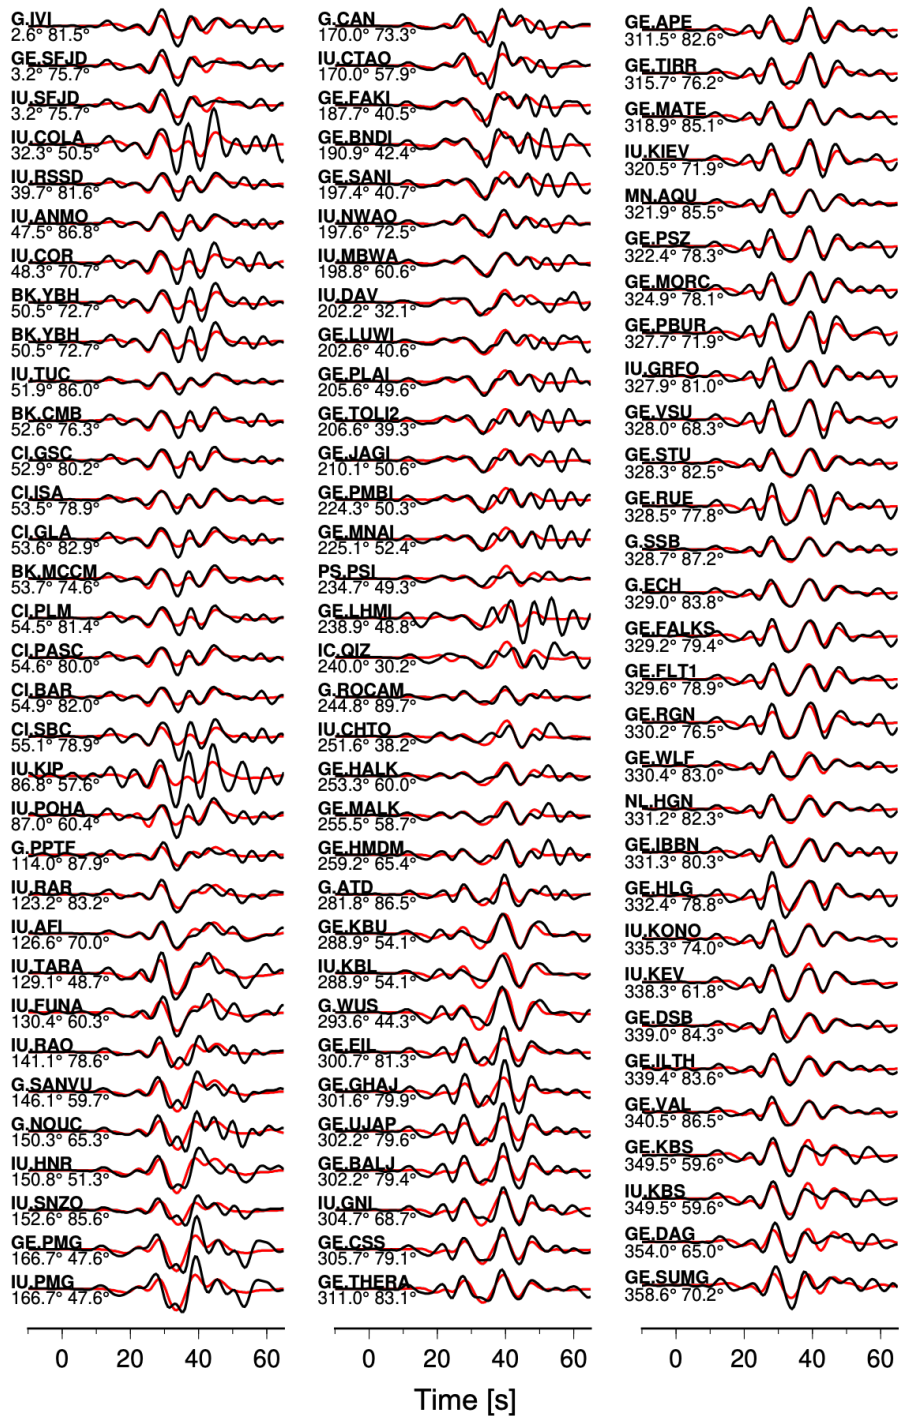 G.IVI
2.6° 81.5°
GE.SFJD
3.2° 75.7°
IU.SFJD
3.2° 75.7°
IU.COLA
32.3° 50.5°
IU.RSSD
39.7° 81.6°
IU.ANMO
47.5° 86.8°
IU.COR
48.3° 70.7°
BK.YBH
50.5° 72.7°
BK.YBH
50.5° 72.7°
IU.TUC
51.9° 86.0°
BK.CMB
52.6° 76.3°
CI.GSC
52.9° 80.2°
CI.ISA
53.5° 78.9°
CI.GLA
53.6° 82.9°
BK.MCCM
53.7° 74.6°
CI.PLM
54.5° 81.4°
CI.PASC
54.6° 80.0°
CI.BAR
54.9° 82.0°
CI.SBC
55.1° 78.9°
IU.KIP
86.8° 57.6°
IU.POHA
87.0° 60.4°
G.PPTF
114.0° 87.9°
IU.RAR
123.2° 83.2°
IU.AFI
126.6° 70.0°
IU.TARA
129.1° 48.7°
IU.FUNA
130.4° 60.3°
IU.RAO
141.1° 78.6°
G.SANVU
146.1° 59.7°
G.NOUC
150.3° 65.3°
IU.HNR
150.8° 51.3°
IU.SNZO
152.6° 85.6°
GE.PMG
166.7° 47.6°
IU.PMG
166.7° 47.6°
0 20 40 60
G.CAN
170.0° 73.3°
IU.CTAO
170.0° 57.9°
GE.FAKI
187.7° 40.5°
GE.BNDI
190.9° 42.4°
GE.SANI
197.4° 40.7°
IU.NWAO
197.6° 72.5°
IU.MBWA
198.8° 60.6°
IU.DAV
202.2° 32.1°
GE.LUWI
202.6° 40.6°
GE.PLAI
205.6° 49.6°
GE.TOLI2
206.6° 39.3°
GE.JAGI
210.1° 50.6°
GE.PMBI
224.3° 50.3°
GE.MNAI
225.1° 52.4°
PS.PSI
234.7° 49.3°
GE.LHMI
238.9° 48.8°
IC.QIZ
240.0° 30.2°
G.ROCAM
244.8° 89.7°
IU.CHTO
251.6° 38.2°
GE.HALK
253.3° 60.0°
GE.MALK
255.5° 58.7°
GE.HMDM
259.2° 65.4°
G.ATD
281.8° 86.5°
GE.KBU
288.9° 54.1°
IU.KBL
288.9° 54.1°
G.WUS
293.6° 44.3°
GE.EIL
300.7° 81.3°
GE.GHAJ
301.6° 79.9°
GE.UJAP
302.2° 79.6°
GE.BALJ
302.2° 79.4°
IU.GNI
304.7° 68.7°
GE.CSS
305.7° 79.1°
GE.THERA
311.0° 83.1°
0 20 40 60
Time [s]
GE.APE
311.5° 82.6°
GE.TIRR
315.7° 76.2°
GE.MATE
318.9° 85.1°
IU.KIEV
320.5° 71.9°
MN.AQU
321.9° 85.5°
GE.PSZ
322.4° 78.3°
GE.MORC
324.9° 78.1°
GE.PBUR
327.7° 71.9°
IU.GRFO
327.9° 81.0°
GE.VSU
328.0° 68.3°
GE.STU
328.3° 82.5°
GE.RUE
328.5° 77.8°
G.SSB
328.7° 87.2°
G.ECH
329.0° 83.8°
GE.FALKS
329.2° 79.4°
GE.FLT1
329.6° 78.9°
GE.RGN
330.2° 76.5°
GE.WLF
330.4° 83.0°
NL.HGN
331.2° 82.3°
GE.IBBN
331.3° 80.3°
GE.HLG
332.4° 78.8°
IU.KONO
335.3° 74.0°
IU.KEV
338.3° 61.8°
GE.DSB
339.0° 84.3°
GE.ILTH
339.4° 83.6°
GE.VAL
340.5° 86.5°
GE.KBS
349.5° 59.6°
IU.KBS
349.5° 59.6°
GE.DAG
354.0° 65.0°
GE.SUMG
358.6° 70.2°
0 20 40 60